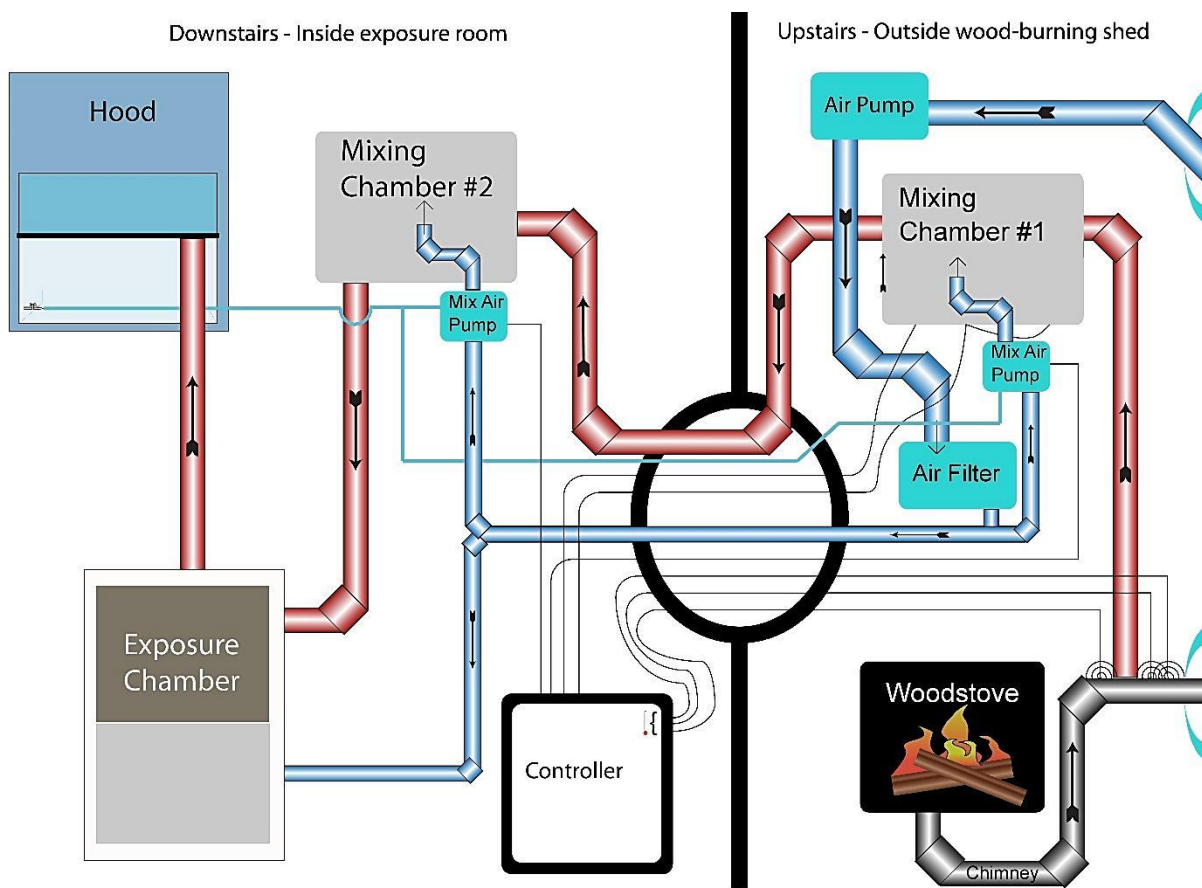 Downstairs - Inside exposure room
Upstairs - Outside wood-burning shed
Hood
Mixing
Chamber #2
Mix Air
Pump
Air Pump
Mixing
Chamber #1
Mix Air
Pump
Air Filter
Exposure
Chamber
Controller
{
Woodstove
Chimney